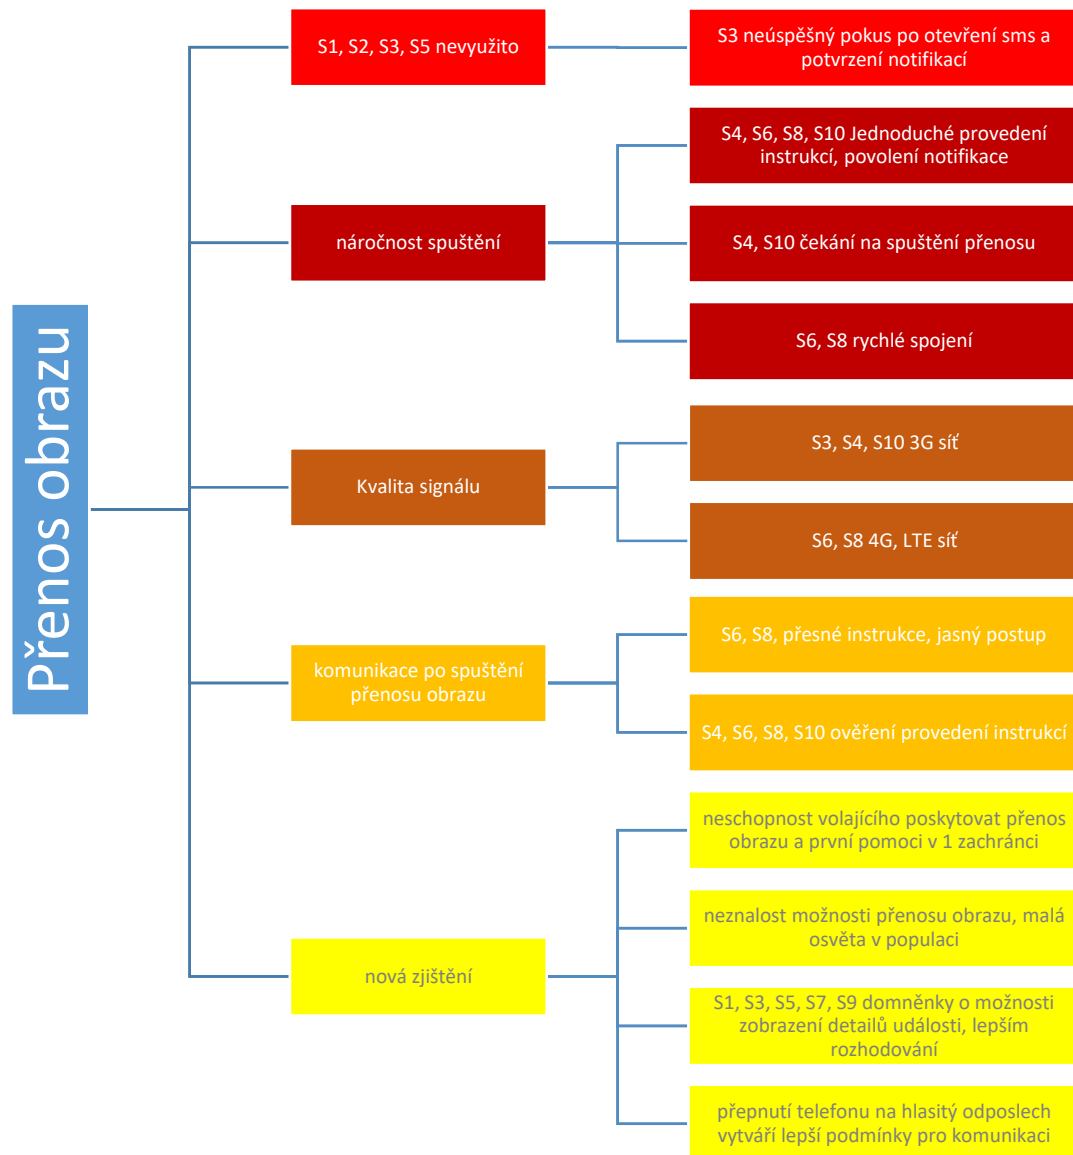 Přenos obrazu
S1, S2, S3, S5 nevyužito
S3 neúspěšný pokus po otevření sms a
potvrzení notifikací
náročnost spuštění
S4, S6, S8, S10 Jednoduché provedení
instrukcí, povolení notifikace
S4, S10 čekání na spuštění přenosu
S6, S8 rychlé spojení
Kvalita signálu
S3, S4, S10 3G síť
S6, S8 4G, LTE síť
komunikace po spuštění
přenosu obrazu
S6, S8, přesné instrukce, jasný postup
S4, S6, S8, S10 ověření provedení instrukcí
nová zjištění
neschopnost volajícího poskytovat přenos
obrazu a první pomoci v 1 zachránci
neznalost možnosti přenosu obrazu, malá
osvěta v populaci
S1, S3, S5, S7, S9 domněnky o možnosti
zobrazení detailů události, lepším
rozhodování
přepnutí telefonu na hlasitý odposlech
vytváří lepší podmínky pro komunikaci